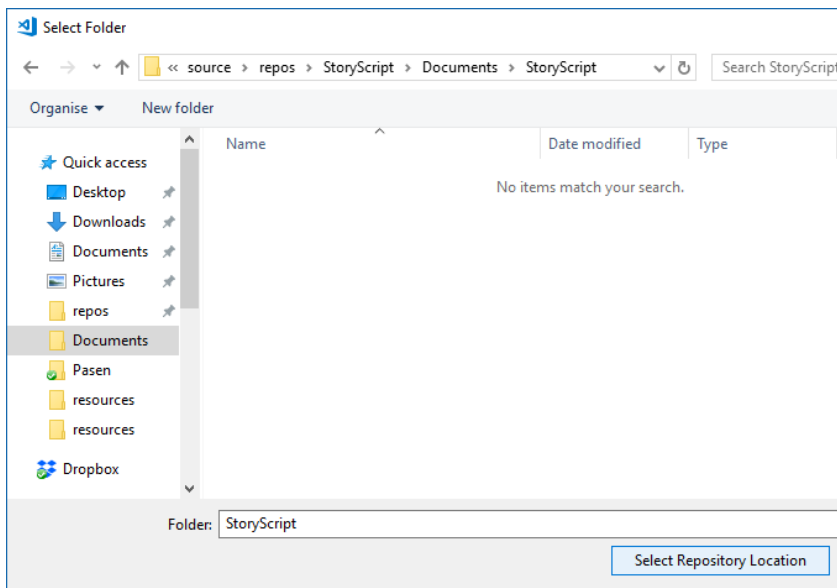 Select Folder
« source › repos › StoryScript › Documents › StoryScript
Search StoryScript
Organise
New folder
Name
Date modified
Type
No items match your search.
Quick access
Desktop
Downloads
Documents
Pictures
repos
Documents
Pasen
resources
resources
Dropbox
Folder: StoryScript
Select Repository Location